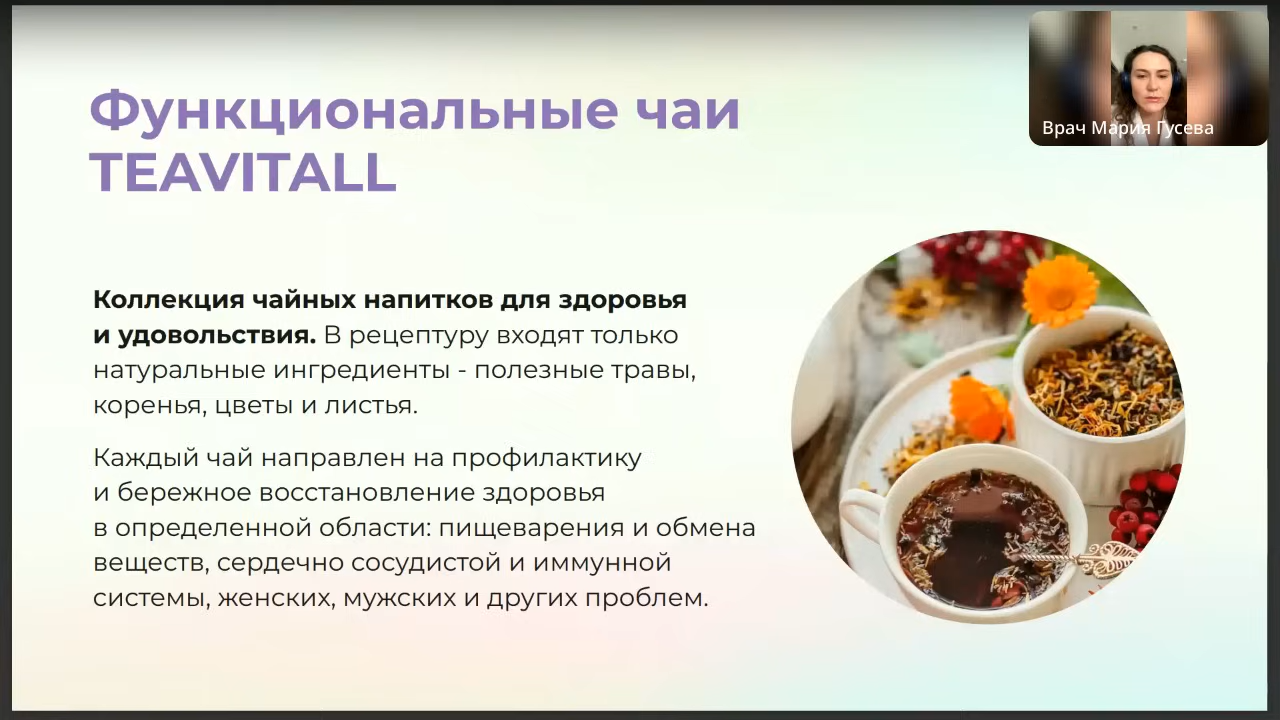 Функциональные чаи
TEAVITALL
Врач Мария Гусева
Коллекция чайных напитков для здоровья
и удовольствия. В рецептуру входят только
натуральные ингредиенты - полезные травы,
коренья, цветы и листья.
Каждый чай направлен на профилактику
и бережное восстановление здоровья
в определенной области: пищеварения и обмена
веществ, сердечно сосудистой и иммунной
системы, женских, мужских и других проблем.